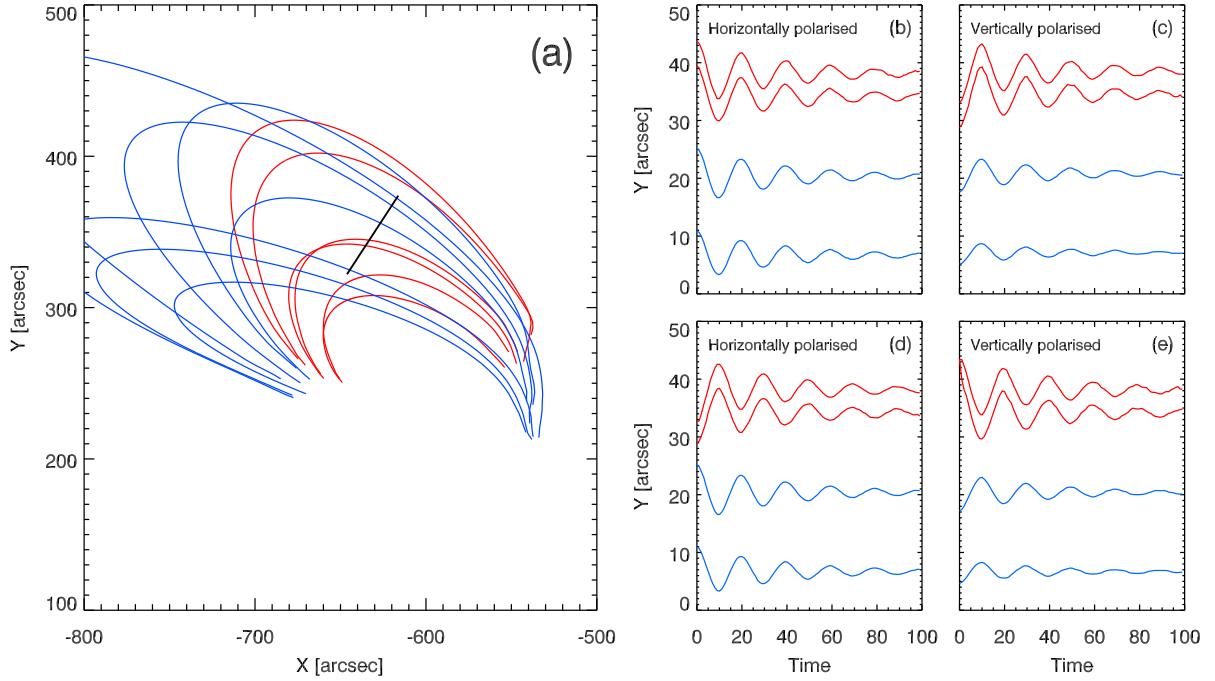 (a)
500
400
300
200
100
Y [arcsec]
-800
-700
-600
-500
X [arcsec]
Horizontally polarised
(b)
50
40
30
20
10
0
Y [arcsec]
Vertically polarised
(c)
Horizontally polarised
(d)
50
40
30
20
10
0
Y [arcsec]
0
20
40
60
80
100
Time
Vertically polarised
(e)
0
20
40
60
80
100
Time